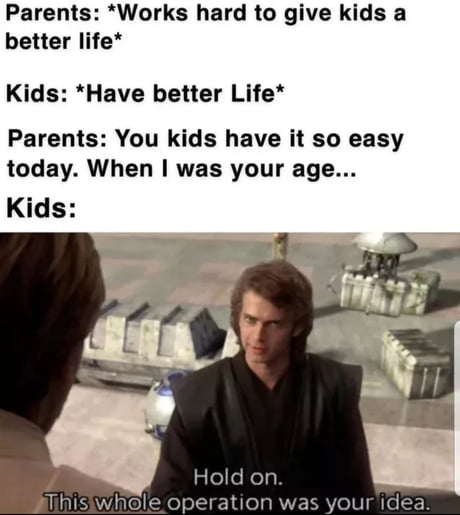 Parents: *Works hard to give kids a
better life*
Kids: *Have better Life*
Parents: You kids have it so easy
today. When I was your age...
Kids:
Hold on.
This whole operation was your idea.